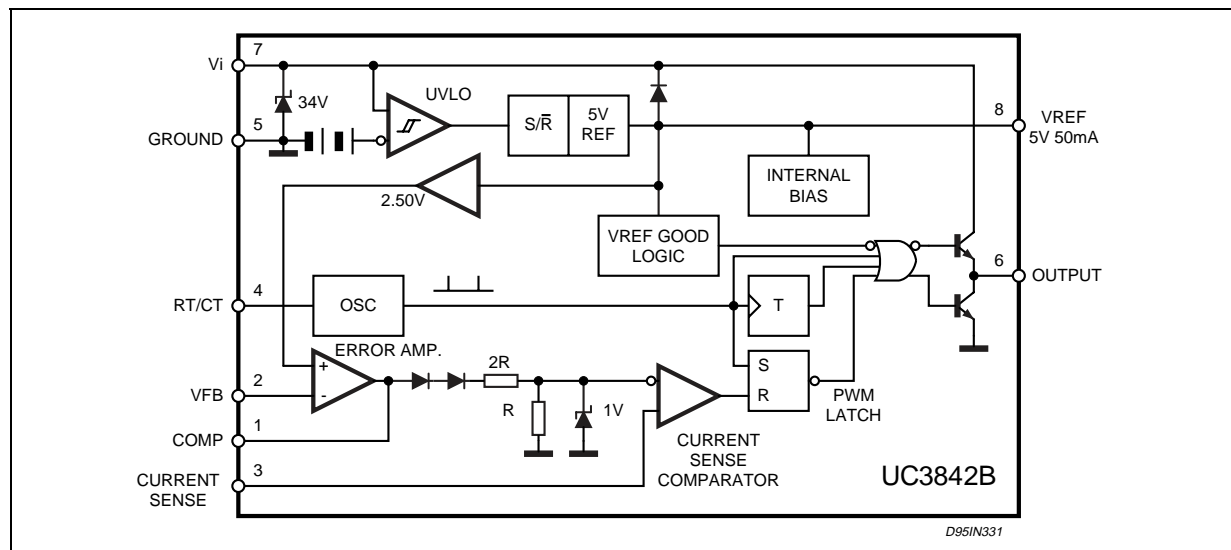 7
Vi
34V
UVLO
5
GROUND
S/R̅
5V
REF
8
VREF
5V 50mA
INTERNAL
BIAS
2.50V
VREF GOOD
LOGIC
6
OUTPUT
4
RT/CT
OSC
T
ERROR AMP.
2R
+
-
2
VFB
R
1V
S
R
PWM
LATCH
1
COMP
CURRENT
SENSE
COMPARATOR
3
CURRENT
SENSE
UC3842B
D95IN331